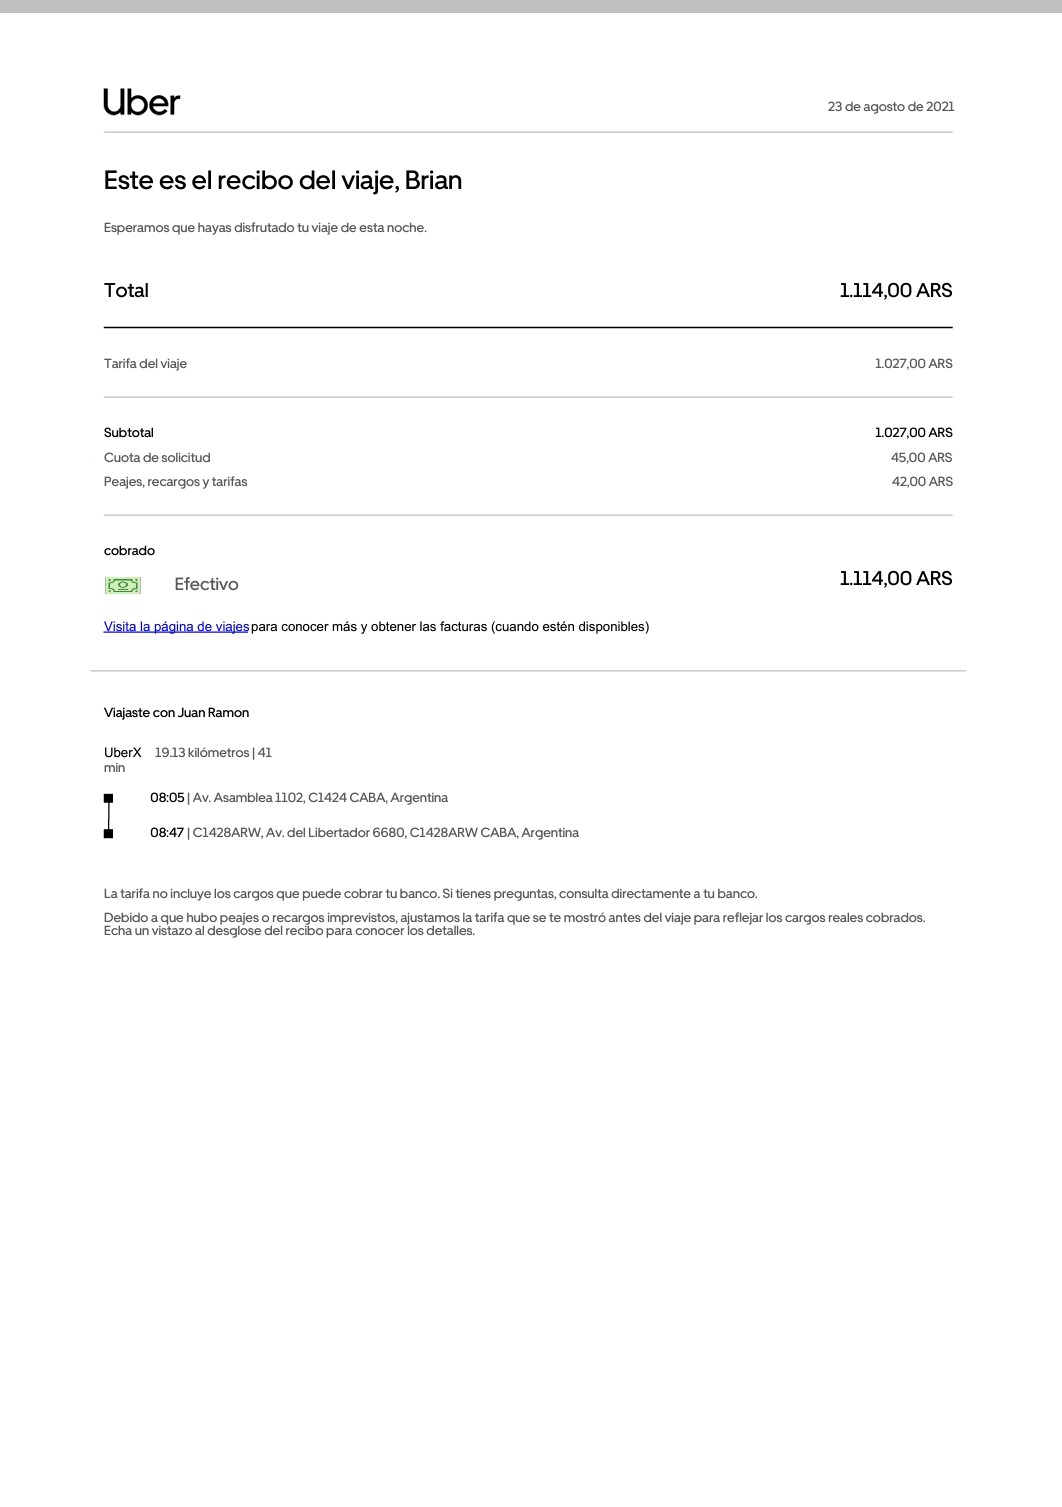 Uber
23 de agosto de 2021
Este es el recibo del viaje, Brian
Esperamos que hayas disfrutado tu viaje de esta noche.
Total 1.114,00 ARS
Tarifa del viaje 1.027,00 ARS
Subtotal 1.027,00 ARS
Cuota de solicitud 45,00 ARS
Peajes, recargos y tarifas 42,00 ARS
cobrado
Efectivo 1.114,00 ARS
Visita la página de viajes para conocer más y obtener las facturas (cuando estén disponibles)
Viajaste con Juan Ramon
UberX 19.13 kilómetros | 41
min
08:05 | Av. Asamblea 1102, C1424 CABA, Argentina
08:47 | C1428ARW, Av. del Libertador 6680, C1428ARW CABA, Argentina
La tarifa no incluye los cargos que puede cobrar tu banco. Si tienes preguntas, consulta directamente a tu banco.
Debido a que hubo peajes o recargos imprevistos, ajustamos la tarifa que se te mostró antes del viaje para reflejar los cargos reales cobrados.
Echa un vistazo al desglose del recibo para conocer los detalles.